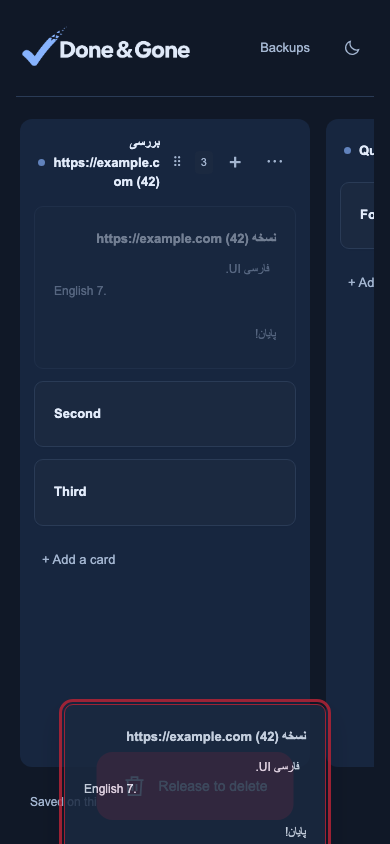 Done & Gone
Backups
بررسی
https://example.c
om (42)
3
Qu
نسخه https://example.com (42)
فارسی UI.
English 7.
پایان!
Fo
+ Ad
Second
Third
+ Add a card
نسخه https://example.com (42)
فارسی UI.
English 7.
Release to delete
پایان!
Saved on thi